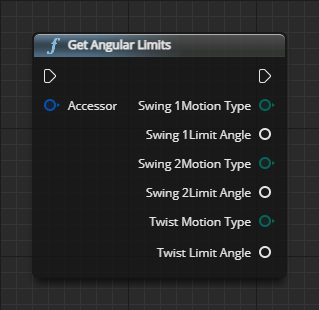 f Get Angular Limits
Accessor Swing 1Motion Type
Swing 1Limit Angle
Swing 2Motion Type
Swing 2Limit Angle
Twist Motion Type
Twist Limit Angle